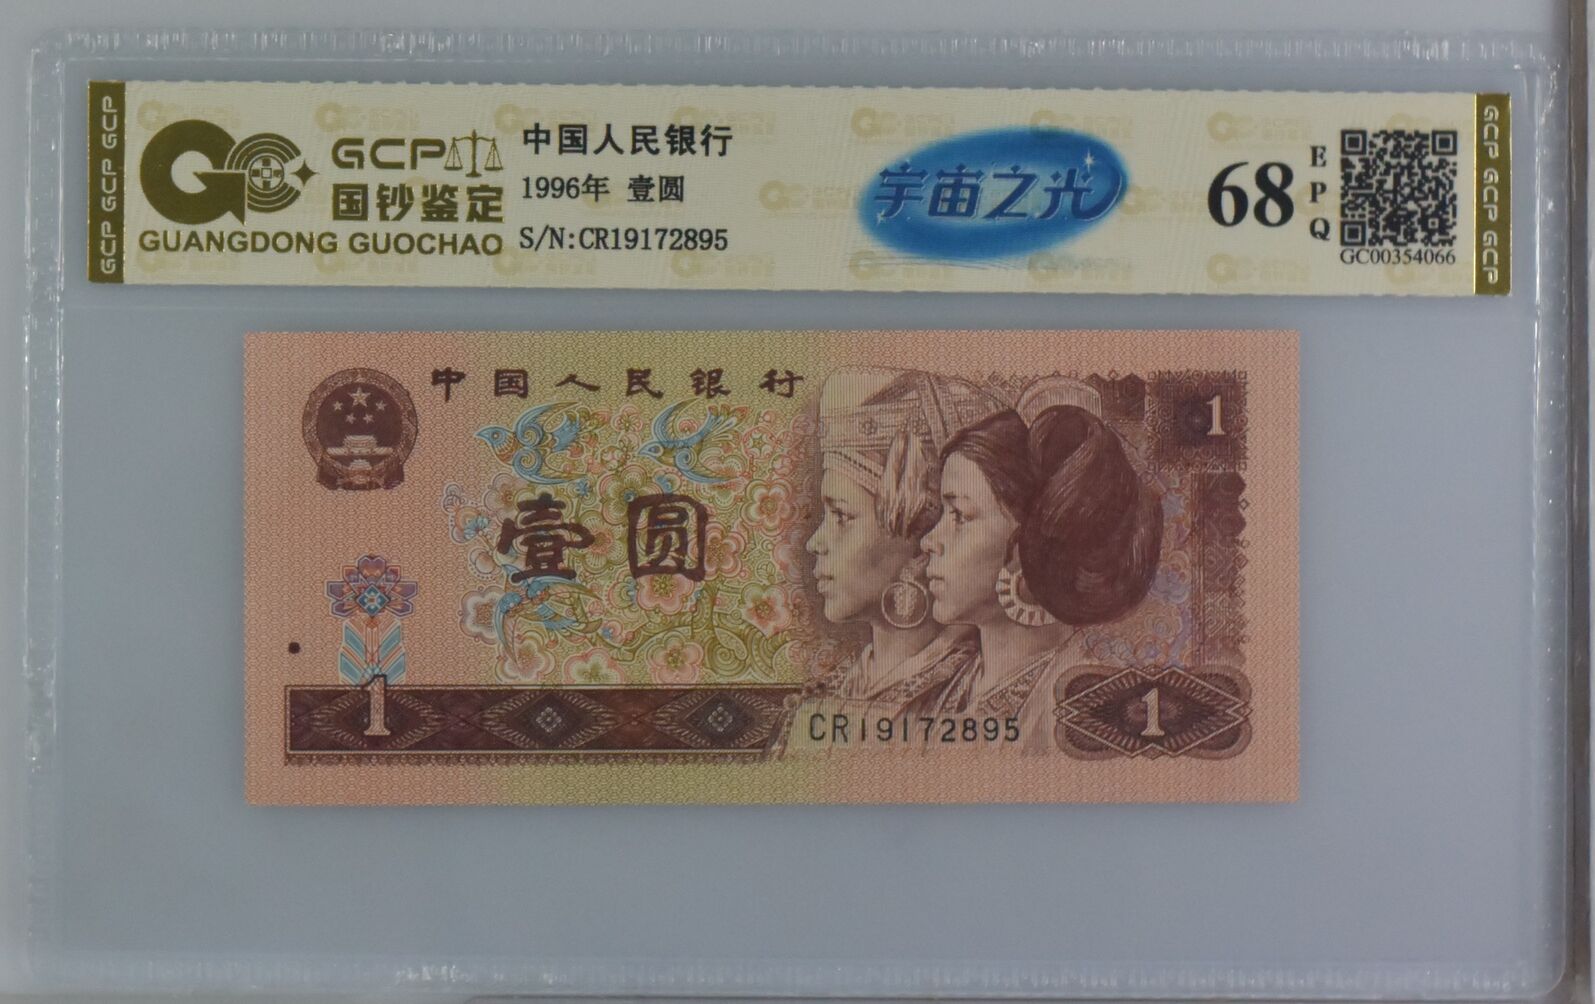 GCP GCP GCP
GCP
国钞鉴定
GUANGDONG GUOCHAO
中国人民银行
1996年 壹圆
S/N:CR19172895
宇宙之光
68
EPQ
GC00354066
GCP GCP GCP
中国人民银行
1
壹圆
1
CR19172895
1